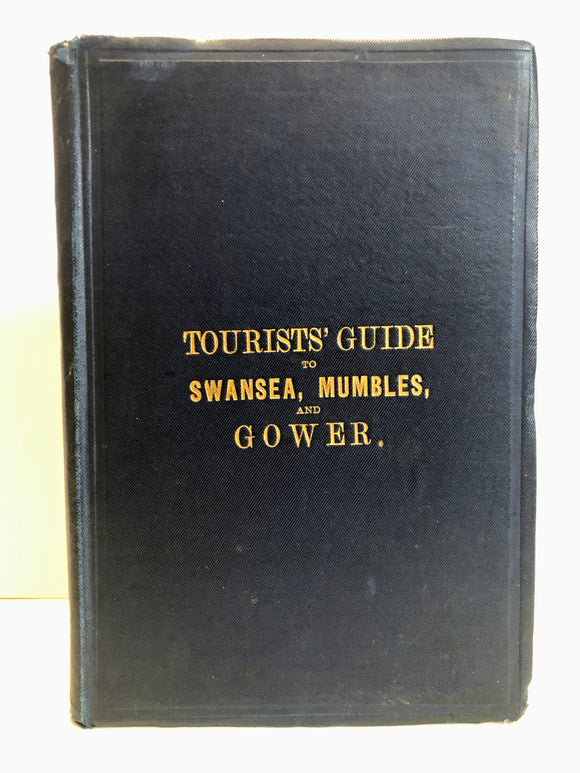 TOURISTS' GUIDE
TO
SWANSEA, MUMBLES,
AND
GOWER.